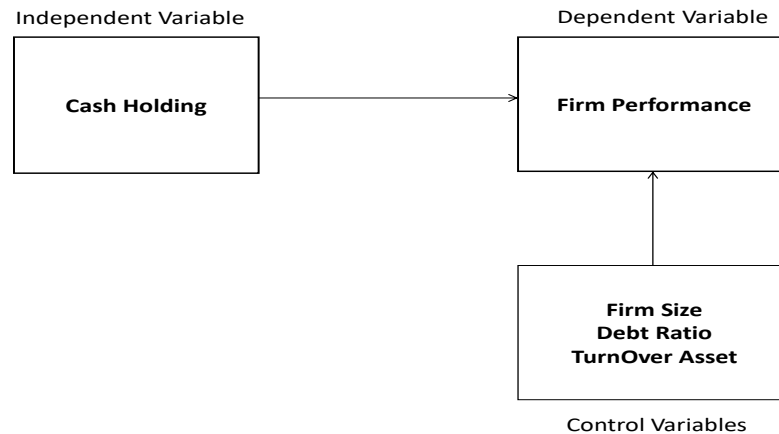 Independent Variable
Dependent Variable
Cash Holding
Firm Performance
Firm Size
Debt Ratio
TurnOver Asset
Control Variables